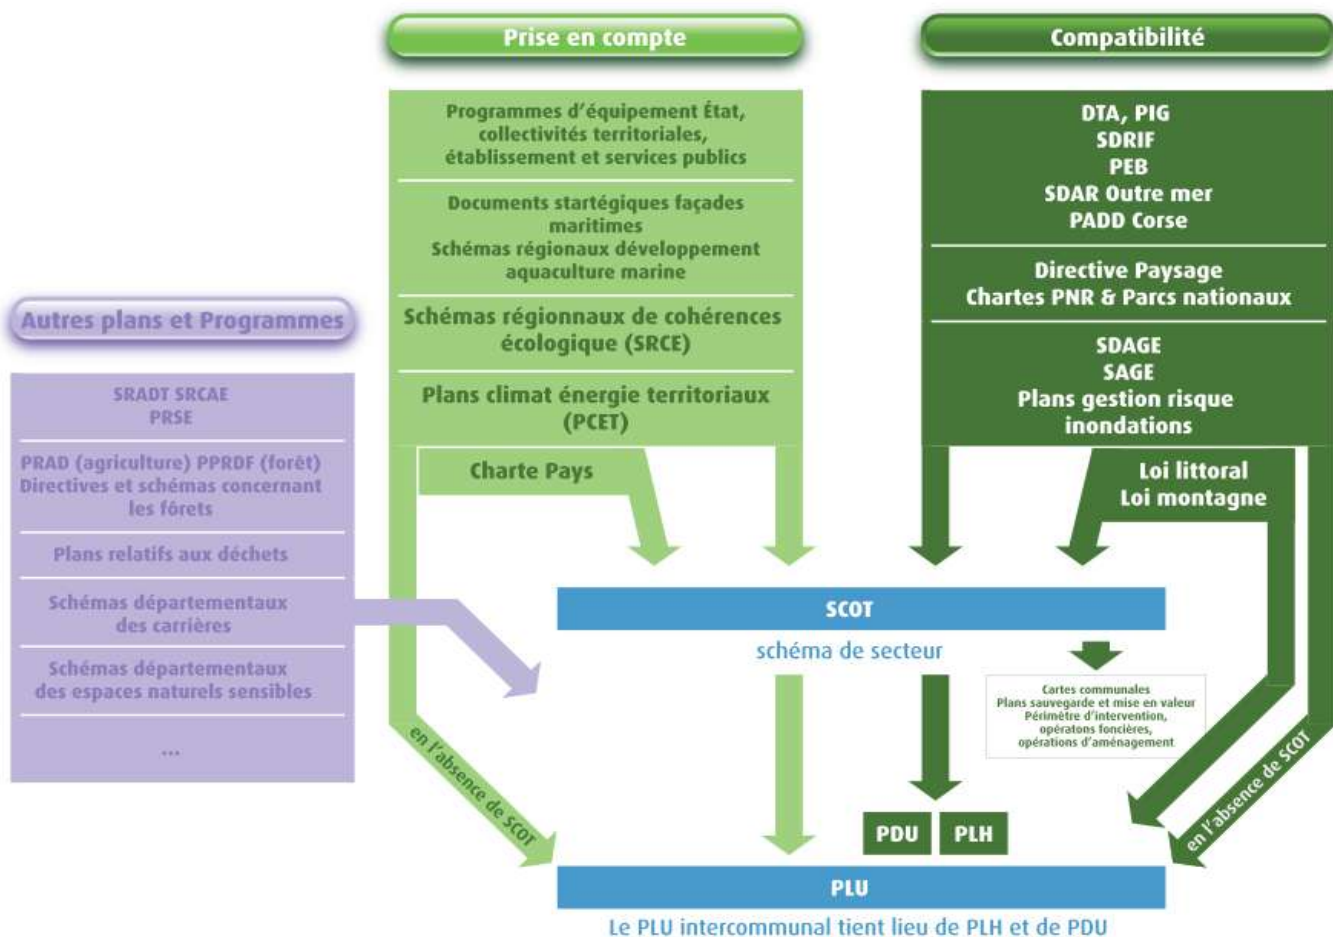 Prise en compte
Programmes d'équipement État,
collectivités territoriales,
établissement et services publics
Documents startégiques façades
maritimes
Schémas régionaux développement
aquaculture marine
Schémas régionnaux de cohérences
écologique (SRCE)
Plans climat énergie territoriaux
(PCET)
Charte Pays
Compatibilité
DTA, PIG
SDRIF
PEB
SDAR Outre mer
PADD Corse
Directive Paysage
Chartes PNR & Parcs nationaux
SDAGE
SAGE
Plans gestion risque
inondations
Loi littoral
Loi montagne
Autres plans et Programmes
SRADT SRCAE
PRSE
PRAD (agriculture) PPRDF (forêt)
Directives et schémas concernant
les fôrets
Plans relatifs aux déchets
Schémas départementaux
des carrières
Schémas départementaux
des espaces naturels sensibles
...
SCOT
schéma de secteur
Cartes communales
Plans sauvegarde et mise en valeur
Périmètre d'intervention,
opératons foncières,
opérations d'aménagement
en l'absence de SCOT
en l'absence de SCOT
PDU
PLH
PLU
Le PLU intercommunal tient lieu de PLH et de PDU